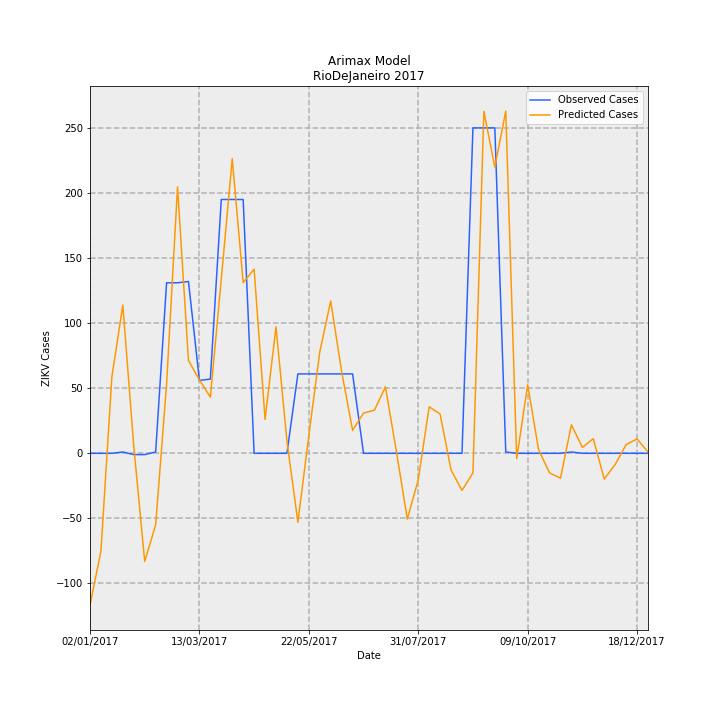 Arimax Model
RioDeJaneiro 2017
Observed Cases
Predicted Cases
250
200
150
100
50
0
−50
−100
ZIKV Cases
02/01/2017 13/03/2017 22/05/2017 31/07/2017 09/10/2017 18/12/2017
Date